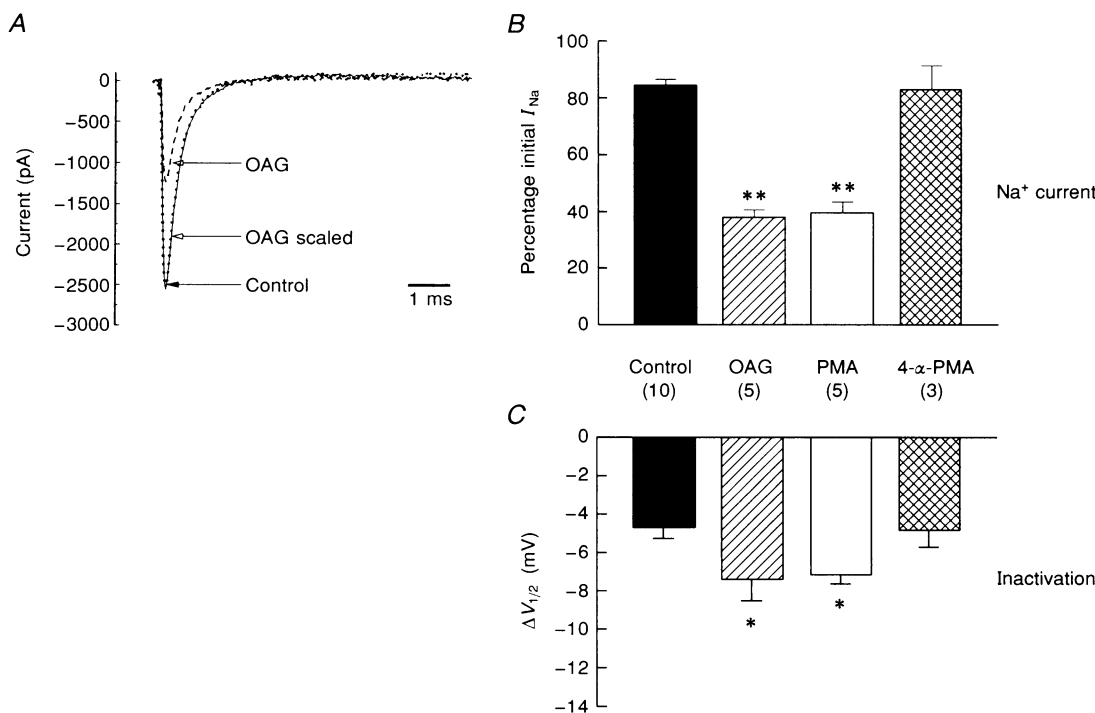 A
Current (pA)
0
−500
−1000
−1500
−2000
−2500
−3000
OAG
OAG scaled
Control
1 ms
B
Percentage initial I_Na
100
80
60
40
20
0
**
**
Na⁺ current
Control OAG PMA 4-α-PMA
(10) (5) (5) (3)
C
ΔV₁/₂ (mV)
0
−2
−4
−6
−8
−10
−12
−14
*
*
Inactivation